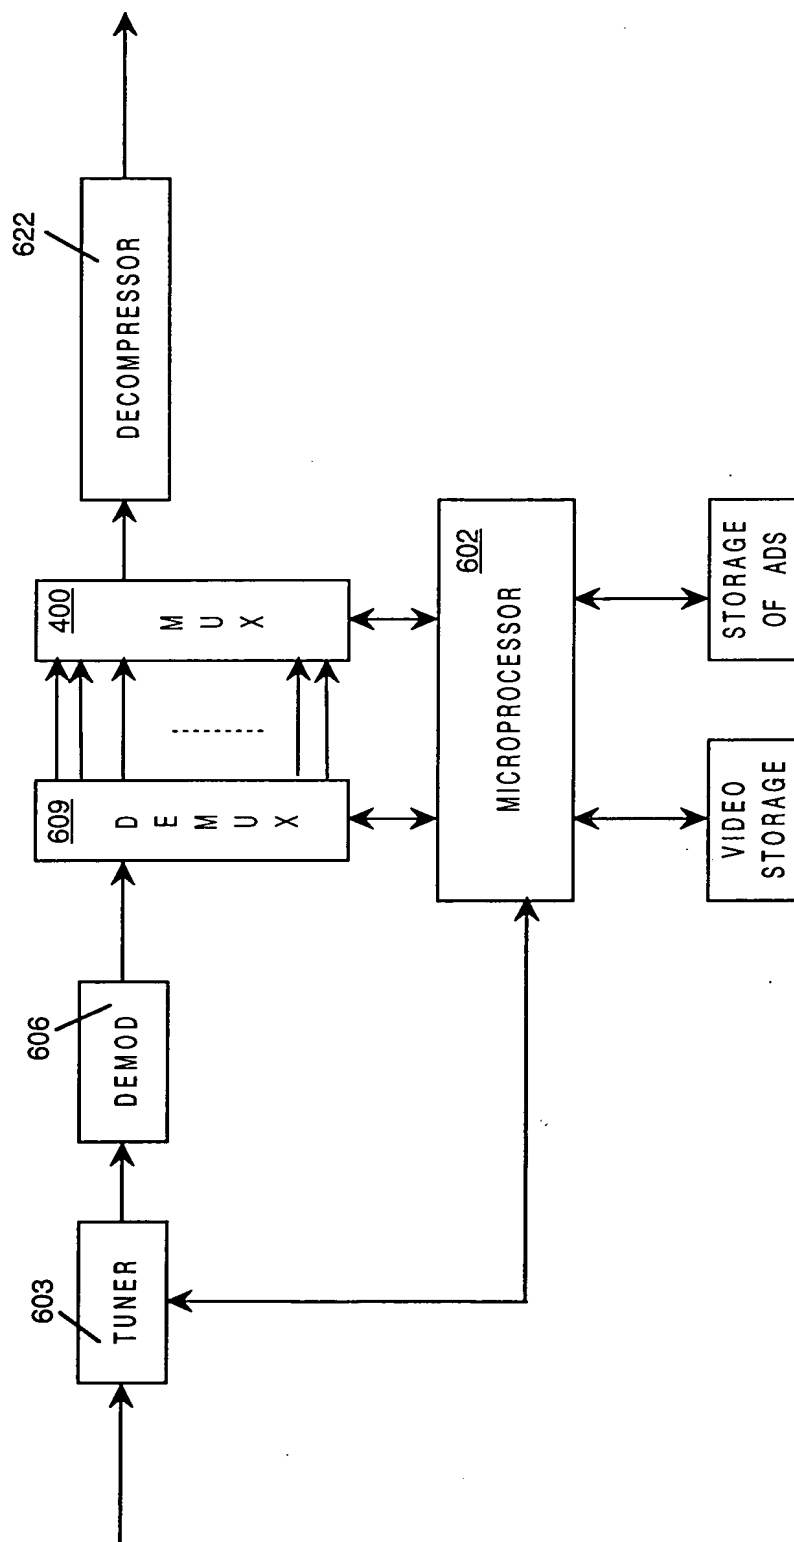 603
TUNER
606
DEMOD
609
DEMUX
400
MUX
622
DECOMPRESSOR
602
MICROPROCESSOR
VIDEO
STORAGE
STORAGE
OF ADS